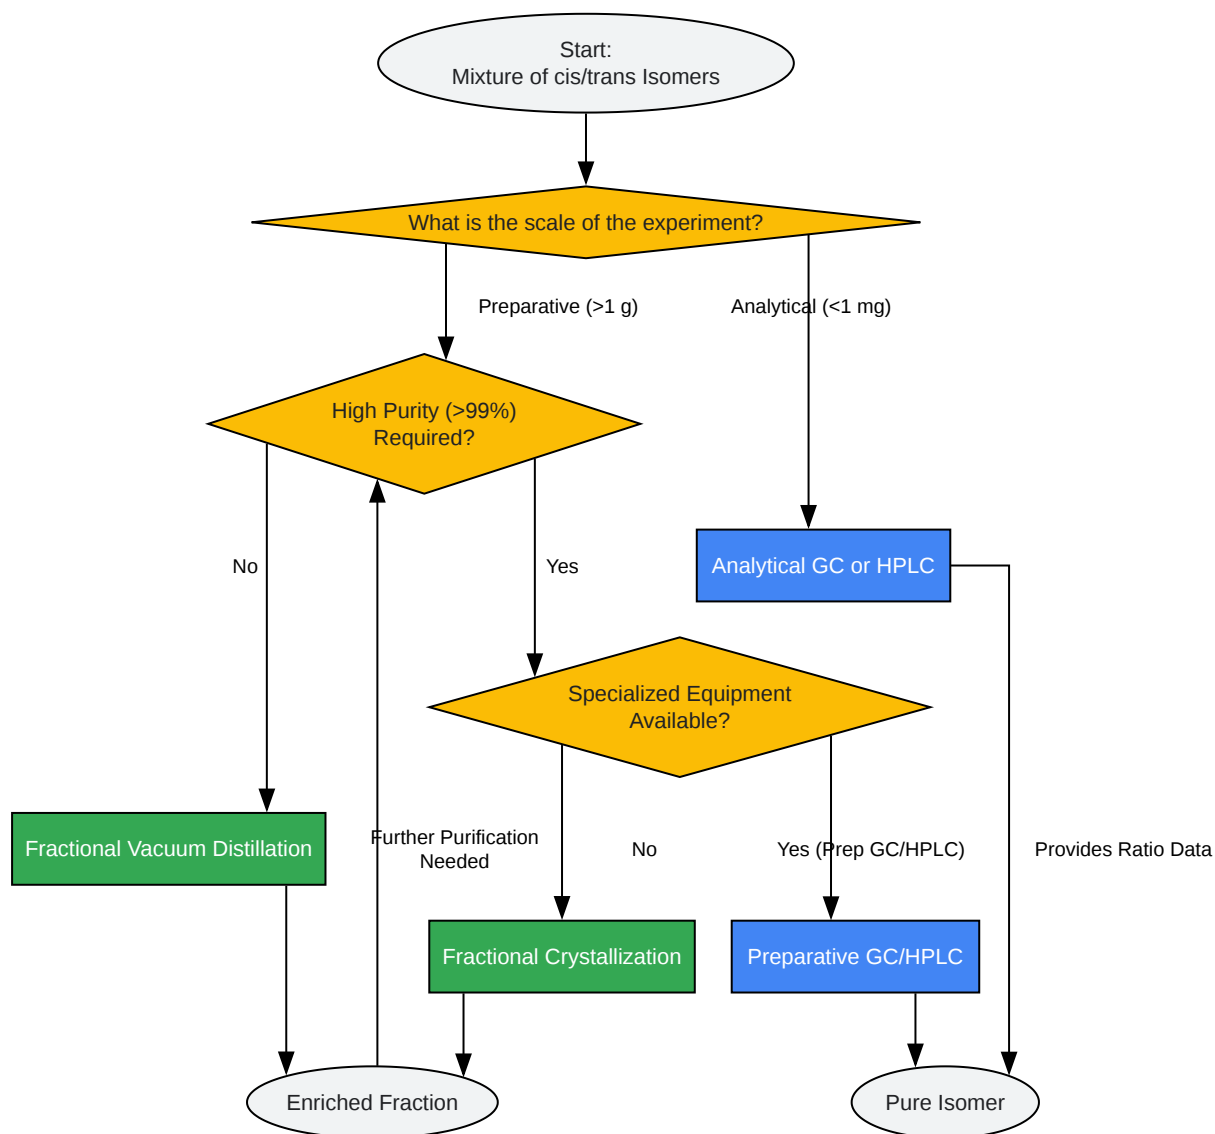 Start:
Mixture of cis/trans Isomers
What is the scale of the experiment?
Preparative (>1 g)
Analytical (<1 mg)
High Purity (>99%)
Required?
No
Yes
Analytical GC or HPLC
Specialized Equipment
Available?
Fractional Vacuum Distillation
Further Purification
Needed
No
Yes (Prep GC/HPLC)
Provides Ratio Data
Fractional Crystallization
Preparative GC/HPLC
Enriched Fraction
Pure Isomer